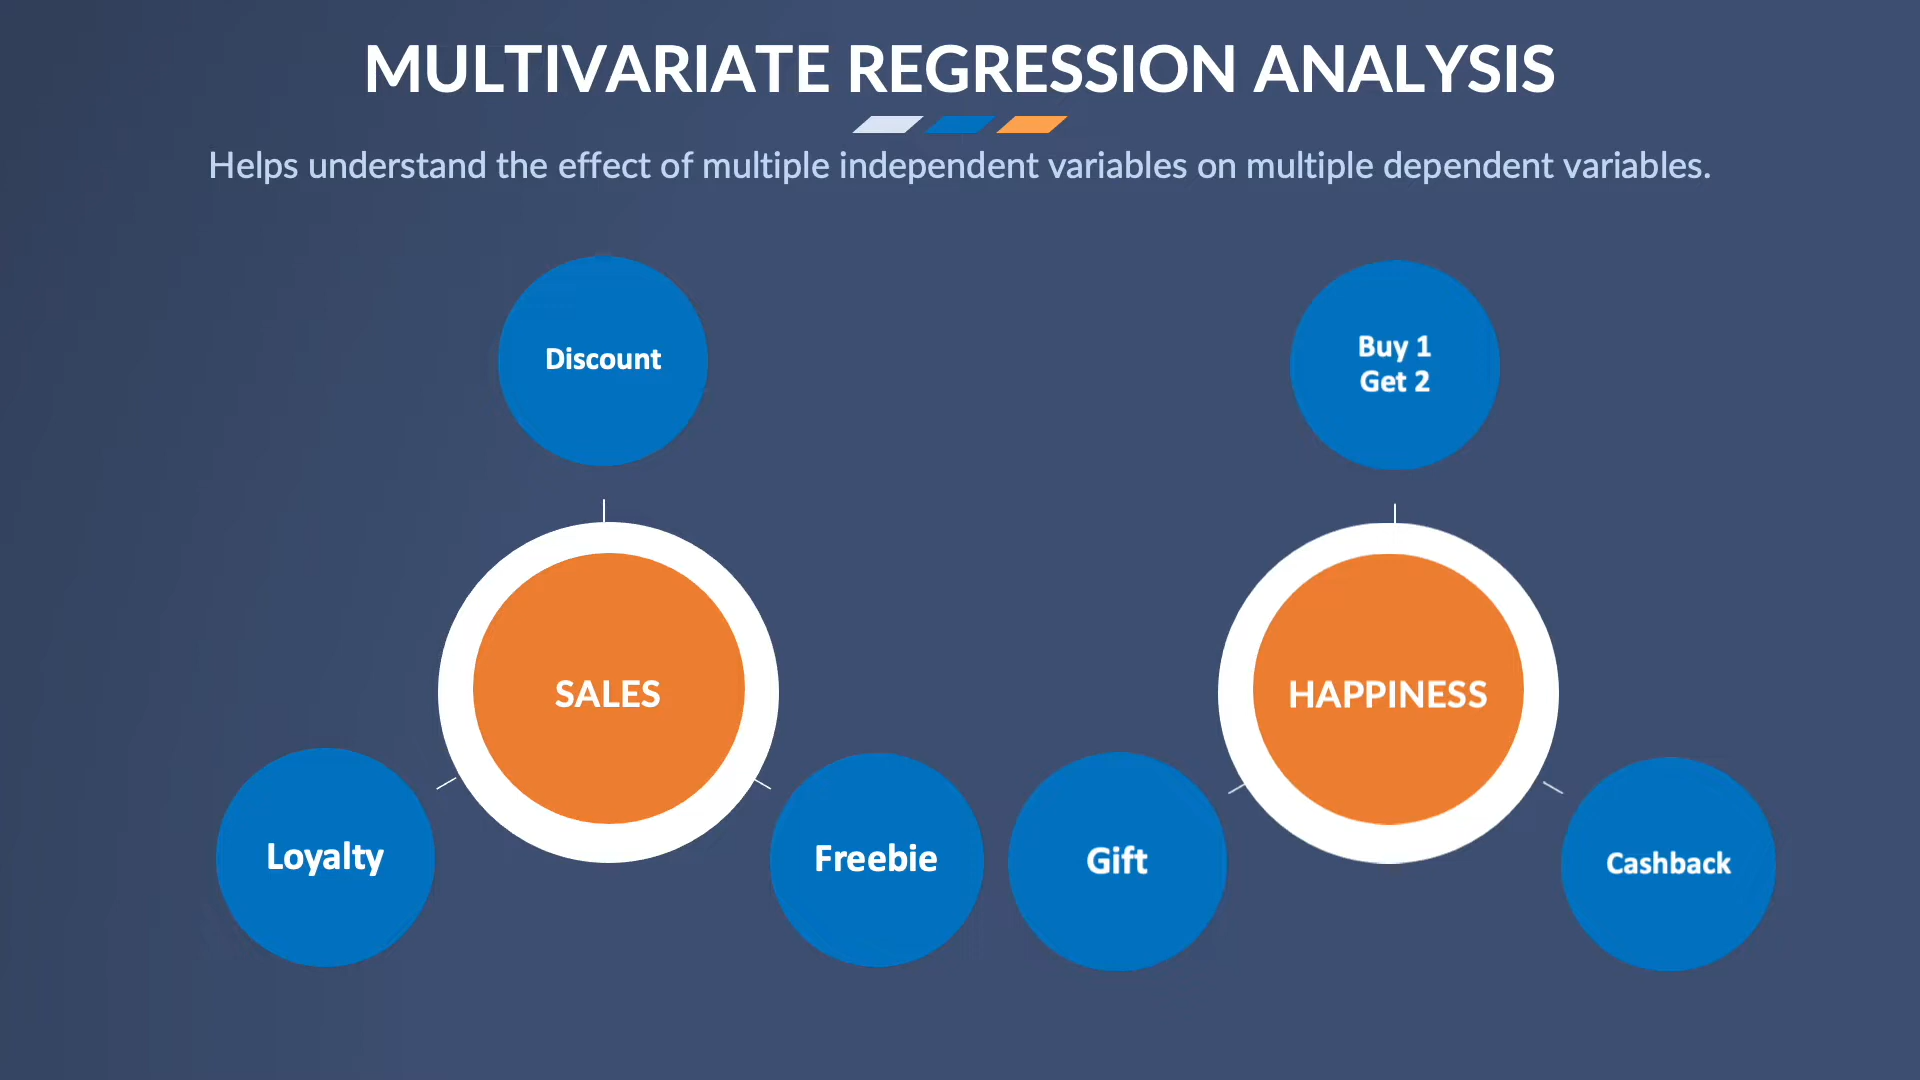 MULTIVARIATE REGRESSION ANALYSIS
Helps understand the effect of multiple independent variables on multiple dependent variables.
Discount
SALES
Loyalty
Freebie
Buy 1
Get 2
HAPPINESS
Gift
Cashback